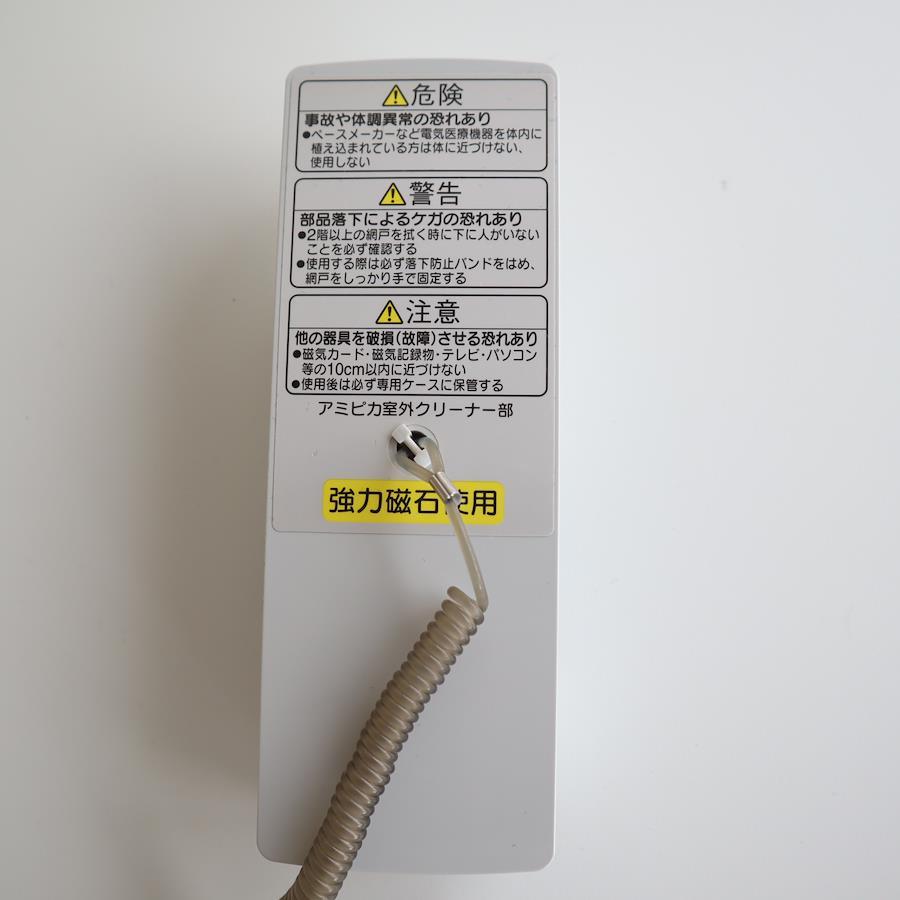 危険
事故や体調異常の恐れあり
●ペースメーカーなど電気医療機器を体内に
植え込まれている方は体に近づけない、
使用しない
警告
部品落下によるケガの恐れあり
●2階以上の網戸を拭く時に下に人がいない
ことを必ず確認する
●使用する際は必ず落下防止バンドをはめ、
網戸をしっかり手で固定する
注意
他の器具を破損(故障)させる恐れあり
●磁気カード・磁気記録物・テレビ・パソコン
等の10cm以内に近づけない
●使用後は必ず専用ケースに保管する
アミピカ室外クリーナー部
強力磁石使用